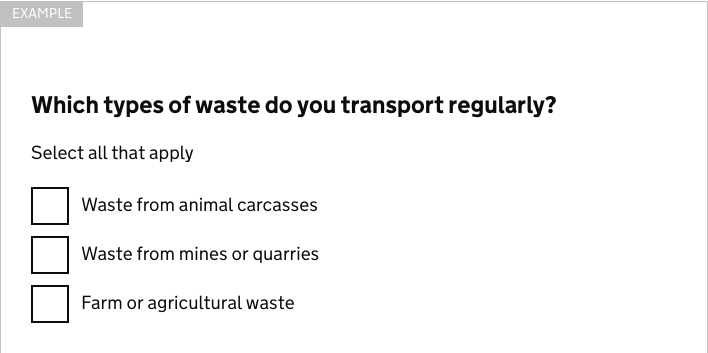 EXAMPLE
Which types of waste do you transport regularly?
Select all that apply
Waste from animal carcasses
Waste from mines or quarries
Farm or agricultural waste